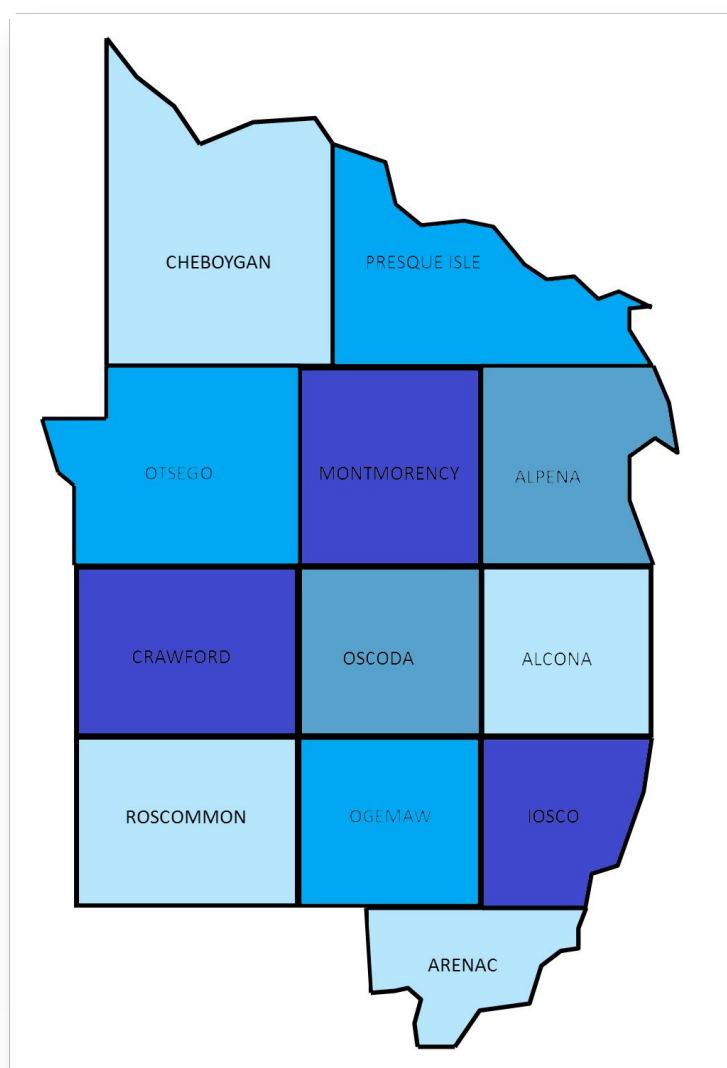 CHEBOYGAN
PRESQUE ISLE
OTSEGO
MONTMORENCY
ALPENA
CRAWFORD
OSCODA
ALCONA
ROSCOMMON
OGEMAW
IOSCO
ARENAC